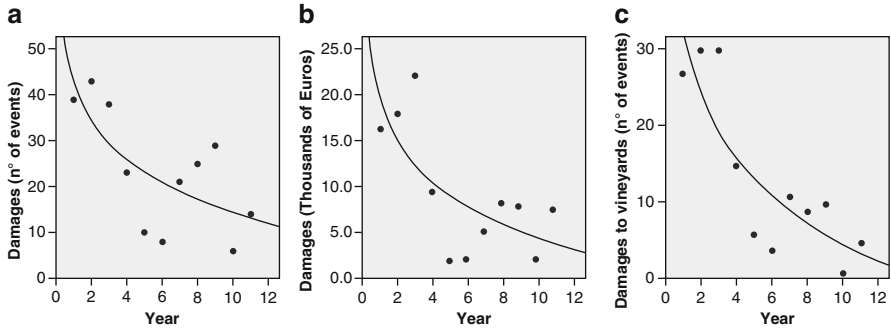 a
50
40
30
20
10
0
Damages (n° of events)
0 2 4 6 8 10 12
Year
b
25.0
20.0
15.0
10.0
5.0
0.0
Damages (Thousands of Euros)
0 2 4 6 8 10 12
Year
c
30
20
10
0
Damages to vineyards (n° of events)
0 2 4 6 8 10 12
Year